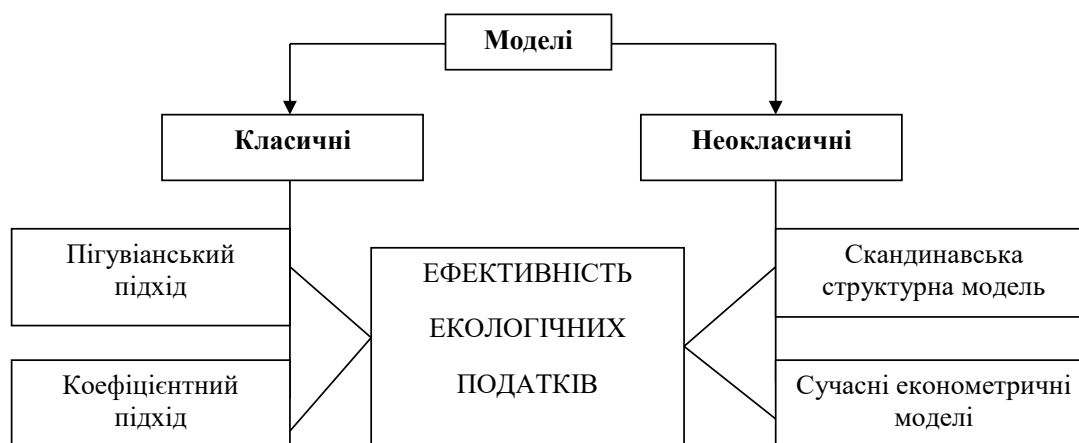 Моделі
Класичні
Неокласичні
Пігувіанський
підхід
ЕФЕКТИВНІСТЬ
ЕКОЛОГІЧНИХ
ПОДАТКІВ
Скандинавська
структурна модель
Коефіцієнтний
підхід
Сучасні економетричні
моделі